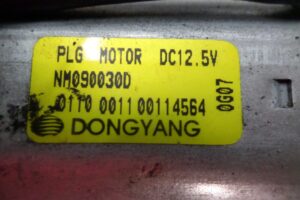 PLG MOTOR DC12.5V
NM090030D
0110 0011 00114564
0G07
DONGYANG